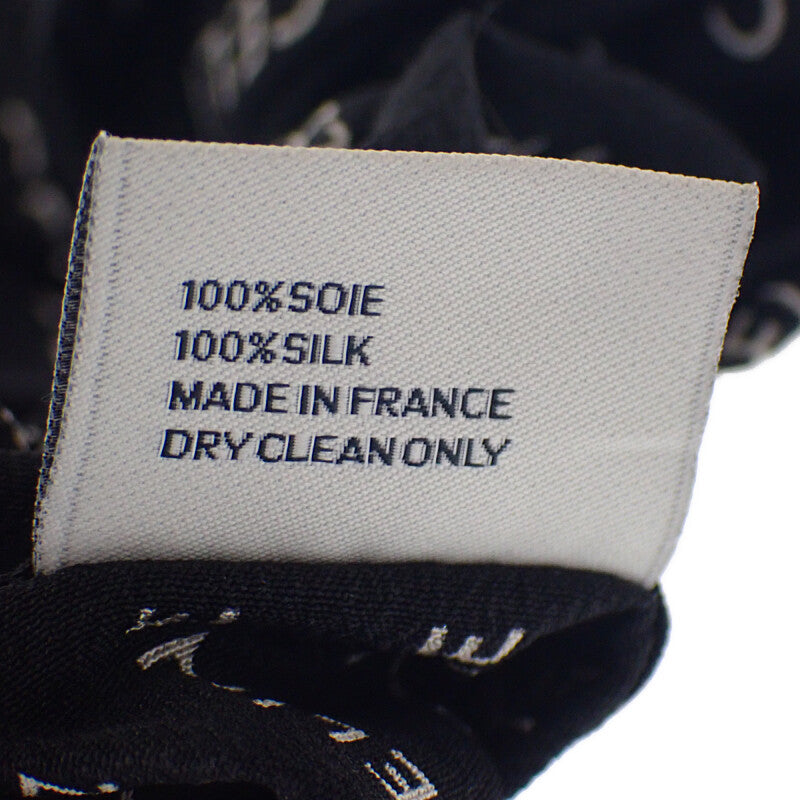 100% SOIE
100% SILK
MADE IN FRANCE
DRY CLEAN ONLY